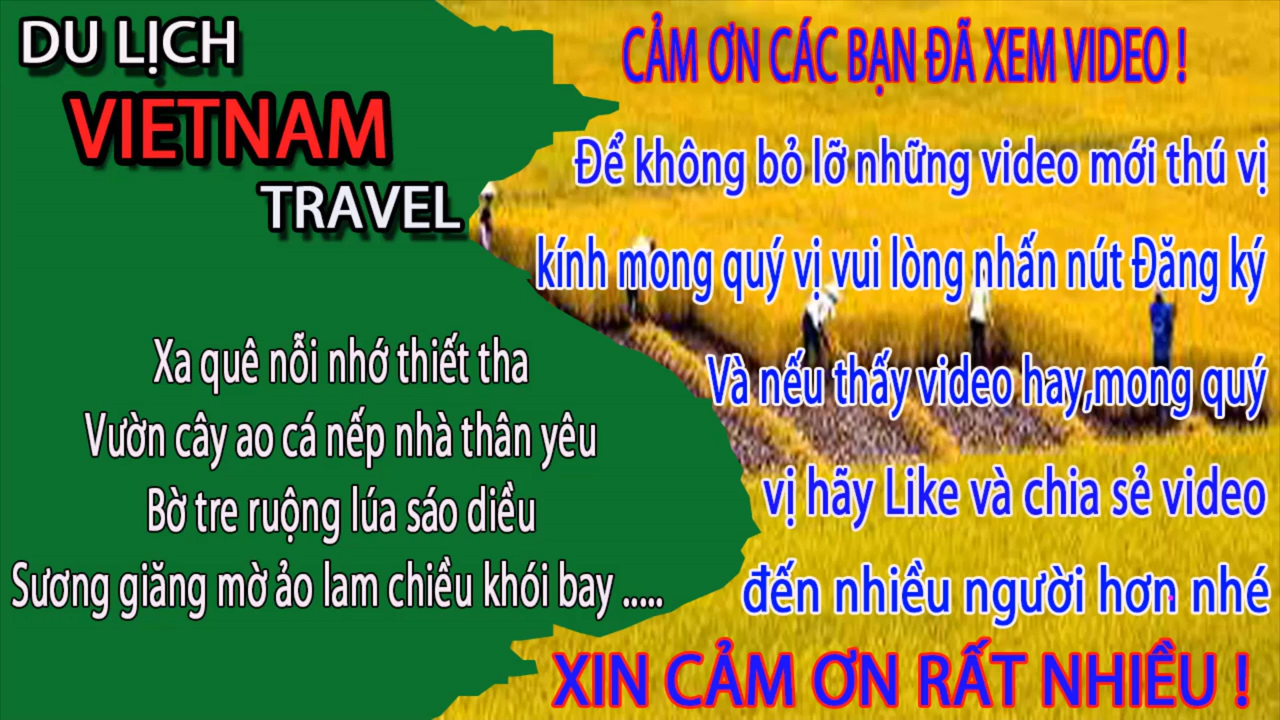 DU LỊCH
VIETNAM
TRAVEL
Xa quê nỗi nhớ thiết tha
Vườn cây ao cá nếp nhà thân yêu
Bờ tre ruộng lúa sáo diều
Sương giăng mờ ảo lam chiều khói bay .....
CẢM ƠN CÁC BẠN ĐÃ XEM VIDEO !
Để không bỏ lỡ những video mới thú vị
kính mong quý vị vui lòng nhấn nút Đăng ký
Và nếu thấy video hay,mong quý
vị hãy Like và chia sẻ video
đến nhiều người hơn nhé
XIN CẢM ƠN RẤT NHIỀU !